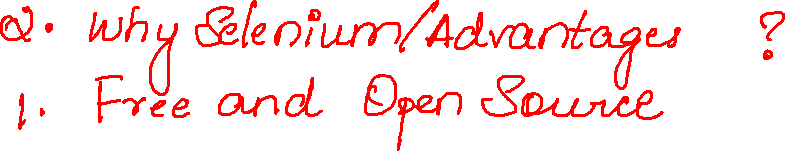 Q. Why Selenium/Advantages ?
1. Free and Open Source